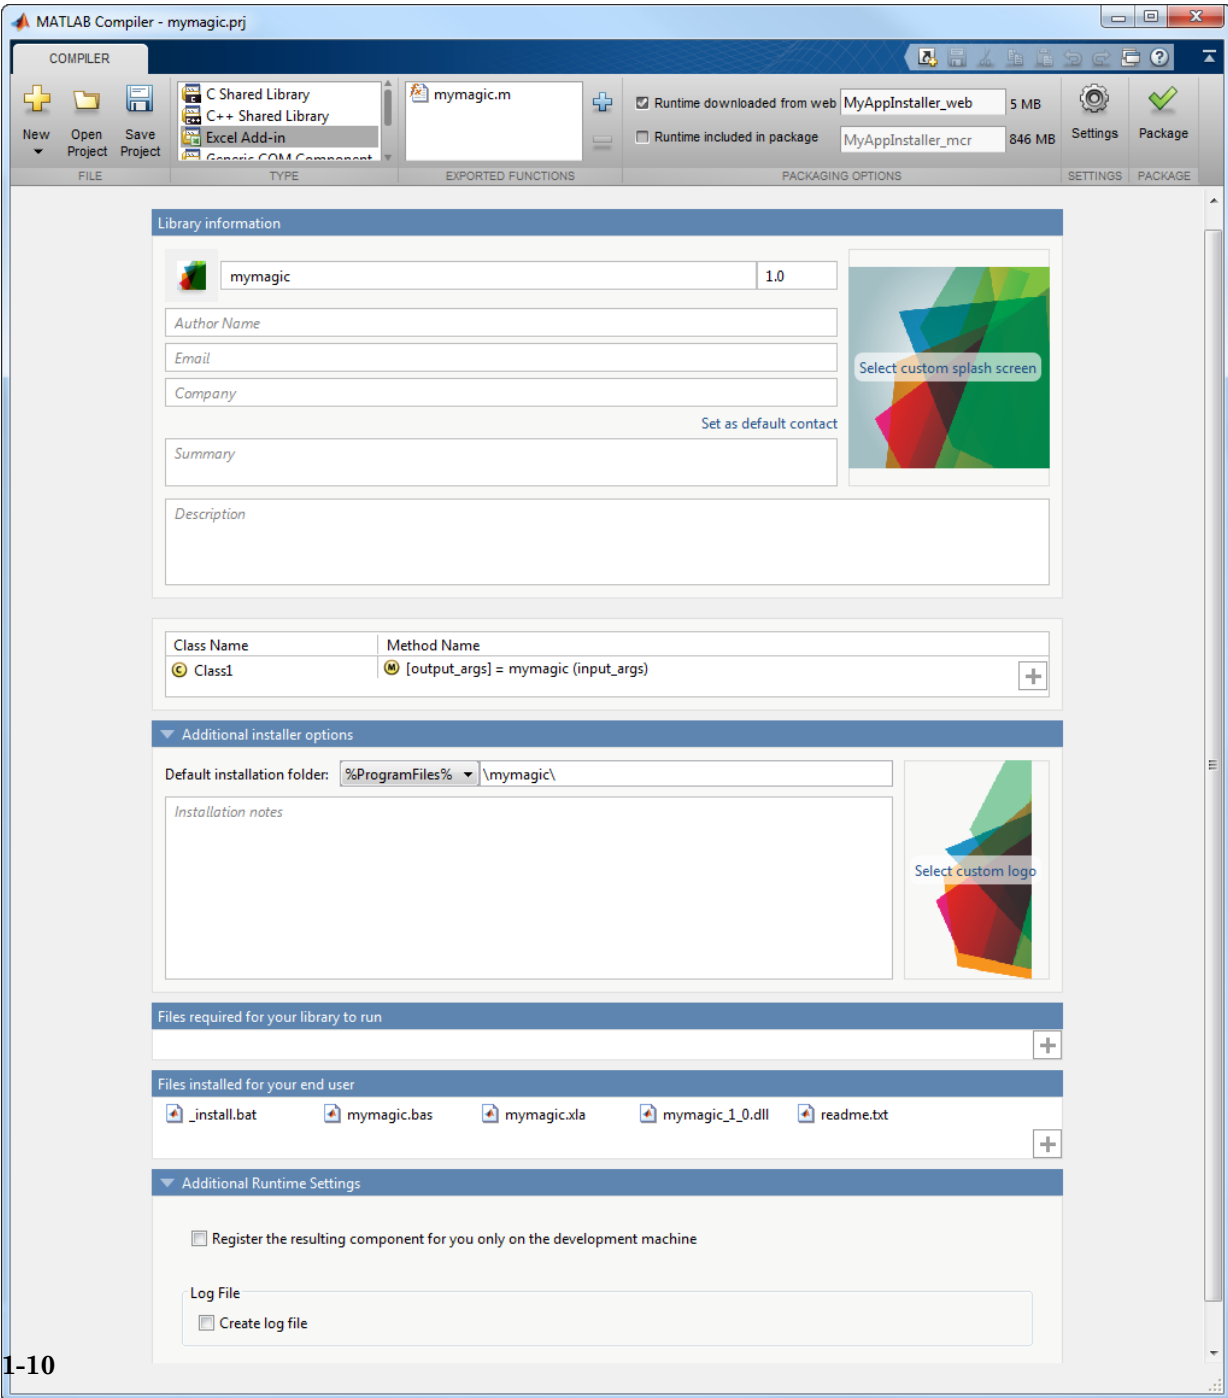 MATLAB Compiler - mymagic.prj
COMPILER
New
Open Project
Save Project
FILE
C Shared Library
C++ Shared Library
Excel Add-in
Generic COM Component
TYPE
mymagic.m
EXPORTED FUNCTIONS
Runtime downloaded from web MyAppInstaller_web 5 MB
Runtime included in package MyAppInstaller_mcr 846 MB
PACKAGING OPTIONS
Settings
SETTINGS
Package
PACKAGE
Library information
mymagic 1.0
Author Name
Email
Company
Set as default contact
Summary
Select custom splash screen
Description
Class Name Method Name
Class1 [output_args] = mymagic (input_args)
Additional installer options
Default installation folder: %ProgramFiles% \mymagic\
Installation notes
Select custom logo
Files required for your library to run
Files installed for your end user
_install.bat mymagic.bas mymagic.xla mymagic_1_0.dll readme.txt
Additional Runtime Settings
Register the resulting component for you only on the development machine
Log File
Create log file
1-10